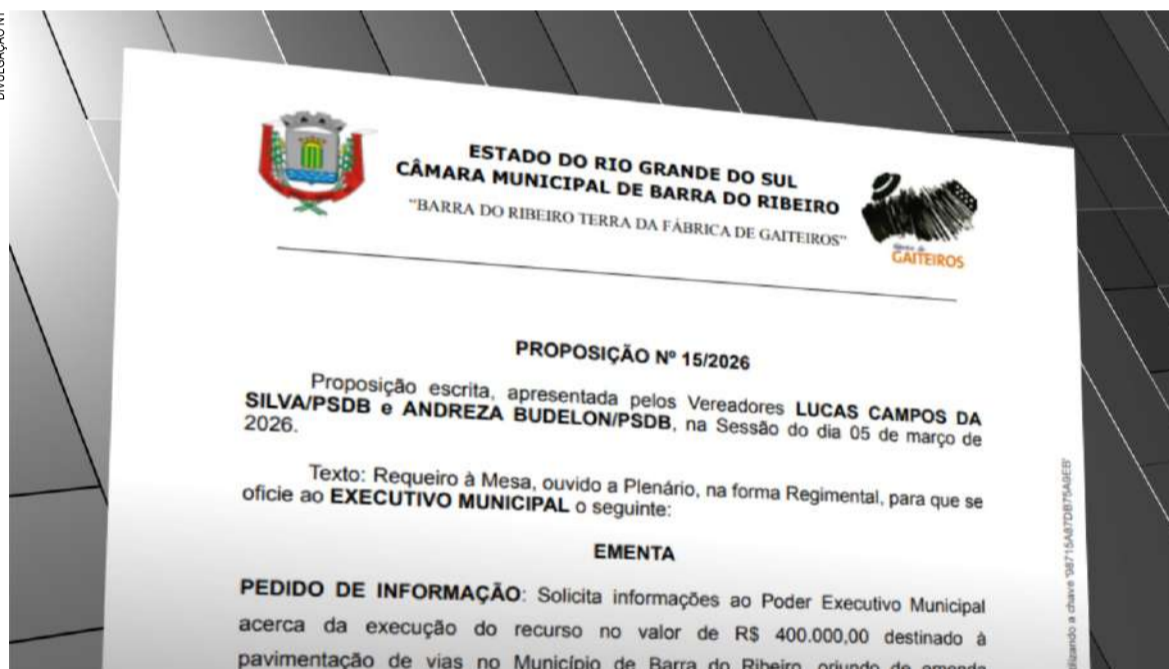 DIVULGAÇÃO NT
ESTADO DO RIO GRANDE DO SUL
CÂMARA MUNICIPAL DE BARRA DO RIBEIRO
"BARRA DO RIBEIRO TERRA DA FÁBRICA DE GAITEIROS"
GAITEIROS
PROPOSIÇÃO Nº 15/2026
Proposição escrita, apresentada pelos Vereadores LUCAS CAMPOS DA
SILVA/PSDB e ANDREZA BUDELON/PSDB, na Sessão do dia 05 de março de
2026.
Texto: Requeiro à Mesa, ouvido a Plenário, na forma Regimental, para que se
oficie ao EXECUTIVO MUNICIPAL o seguinte:
EMENTA
PEDIDO DE INFORMAÇÃO: Solicita informações ao Poder Executivo Municipal
acerca da execução do recurso no valor de R$ 400.000,00 destinado à
pavimentação de vias no Município de Barra do Ribeiro, oriundo de emenda
a chave